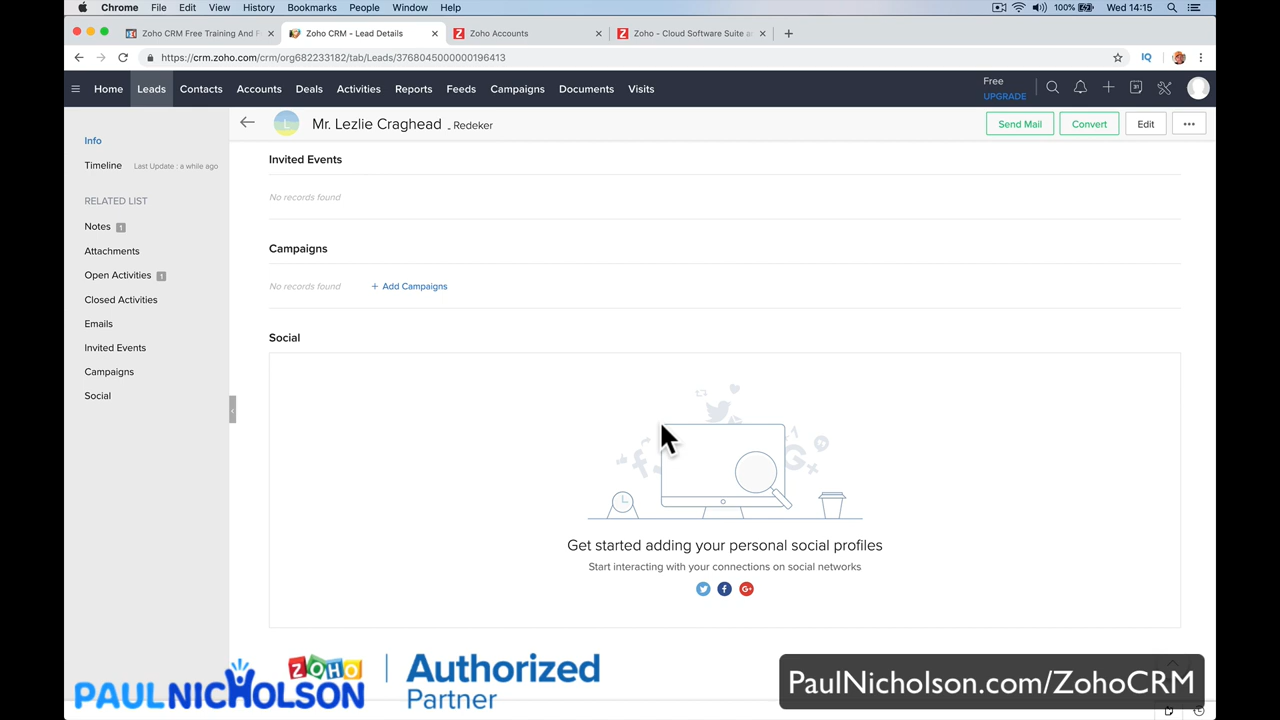 Chrome File Edit View History Bookmarks People Window Help 100% Wed 14:15
Zoho CRM Free Training And F Zoho CRM - Lead Details Zoho Accounts Zoho - Cloud Software Suite a
https://crm.zoho.com/crm/org682233182/tab/Leads/3768045000000196413 IQ
Home Leads Contacts Accounts Deals Activities Reports Feeds Campaigns Documents Visits Free
UPGRADE 31
L Mr. Lezlie Craghead - Redeker Send Mail Convert Edit
Info
Timeline Last Update : a while ago
RELATED LIST
Notes 1
Attachments
Open Activities 1
Closed Activities
Emails
Invited Events
Campaigns
Social
Invited Events
No records found
Campaigns
No records found + Add Campaigns
Social
Get started adding your personal social profiles
Start interacting with your connections on social networks
PAULNICHOLSON ZOHO Authorized
Partner
PaulNicholson.com/ZohoCRM